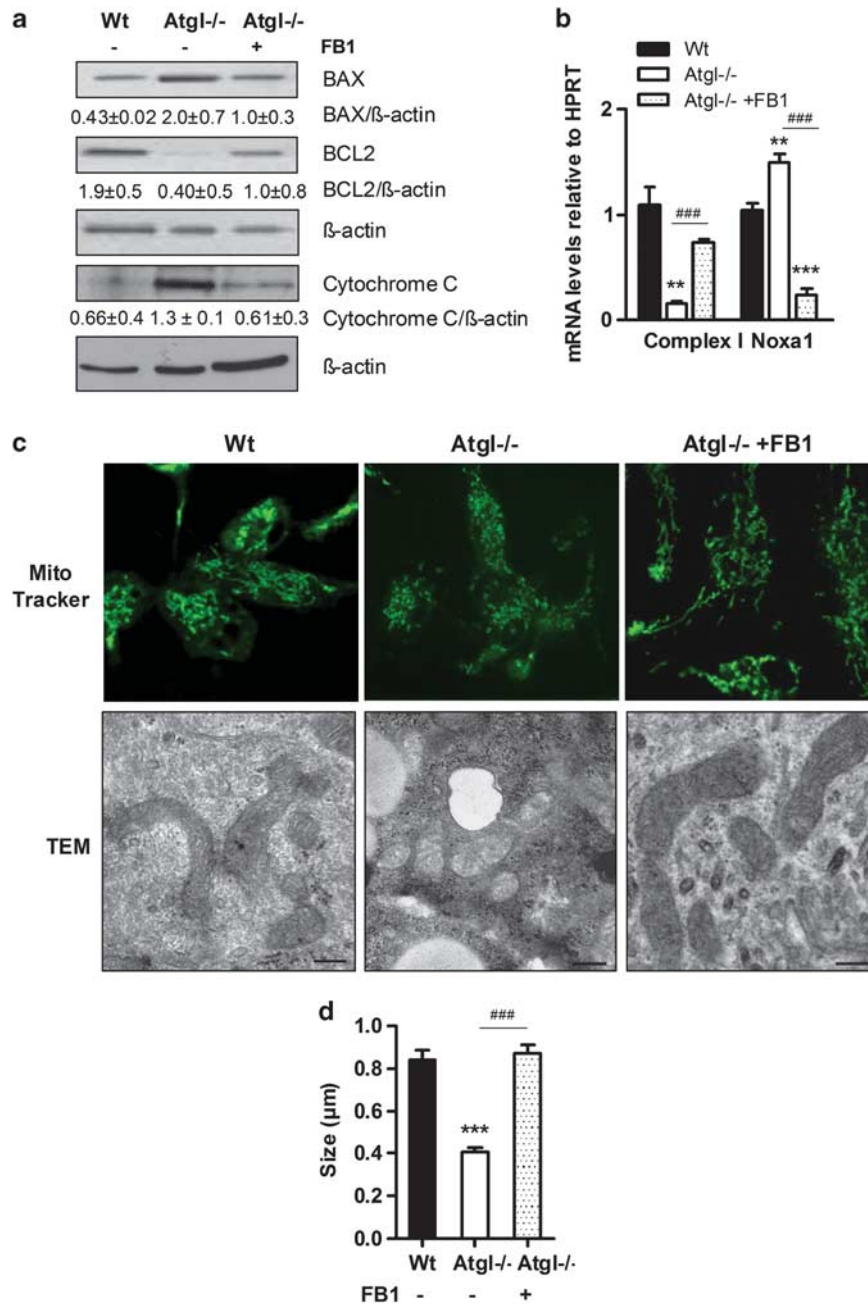 a
Wt Atgl-/- Atgl-/-
- - + FB1
BAX
0.43±0.02 2.0±0.7 1.0±0.3 BAX/ß-actin
BCL2
1.9±0.5 0.40±0.5 1.0±0.8 BCL2/ß-actin
ß-actin
Cytochrome C
0.66±0.4 1.3 ± 0.1 0.61±0.3 Cytochrome C/ß-actin
ß-actin
b
Wt
Atgl-/-
Atgl-/- +FB1
mRNA levels relative to HPRT
2
1
0
###
**
###
**
***
Complex I Noxa1
c
Wt Atgl-/- Atgl-/- +FB1
Mito
Tracker
TEM
d
###
***
Size (µm)
1.0
0.8
0.6
0.4
0.2
0.0
Wt Atgl-/- Atgl-/-
FB1 - - +